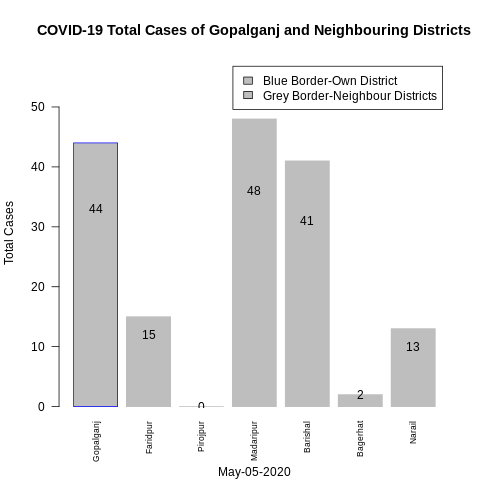 COVID-19 Total Cases of Gopalganj and Neighbouring Districts
Blue Border-Own District
Grey Border-Neighbour Districts
Total Cases
50
40
30
20
10
0
44
15
0
48
41
2
13
Gopalganj
Faridpur
Pirojpur
Madaripur
Barishal
Bagerhat
Narail
May-05-2020